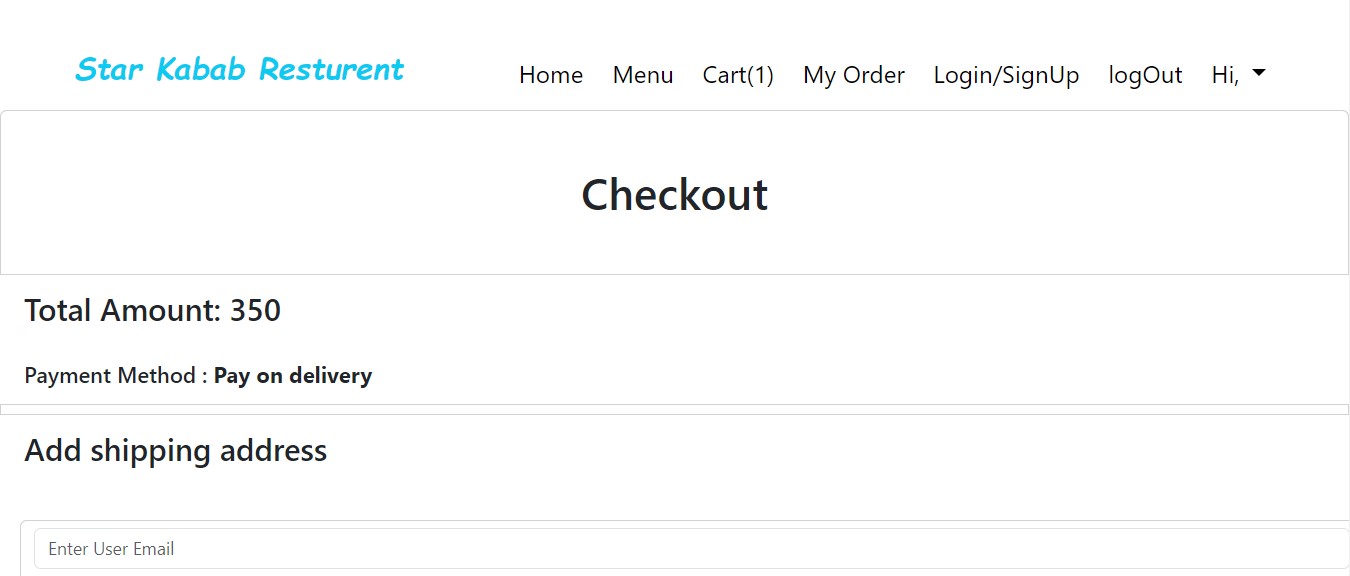 Star Kabab Resturent
Home Menu Cart(1) My Order Login/SignUp logOut Hi,
Checkout
Total Amount: 350
Payment Method : Pay on delivery
Add shipping address
Enter User Email